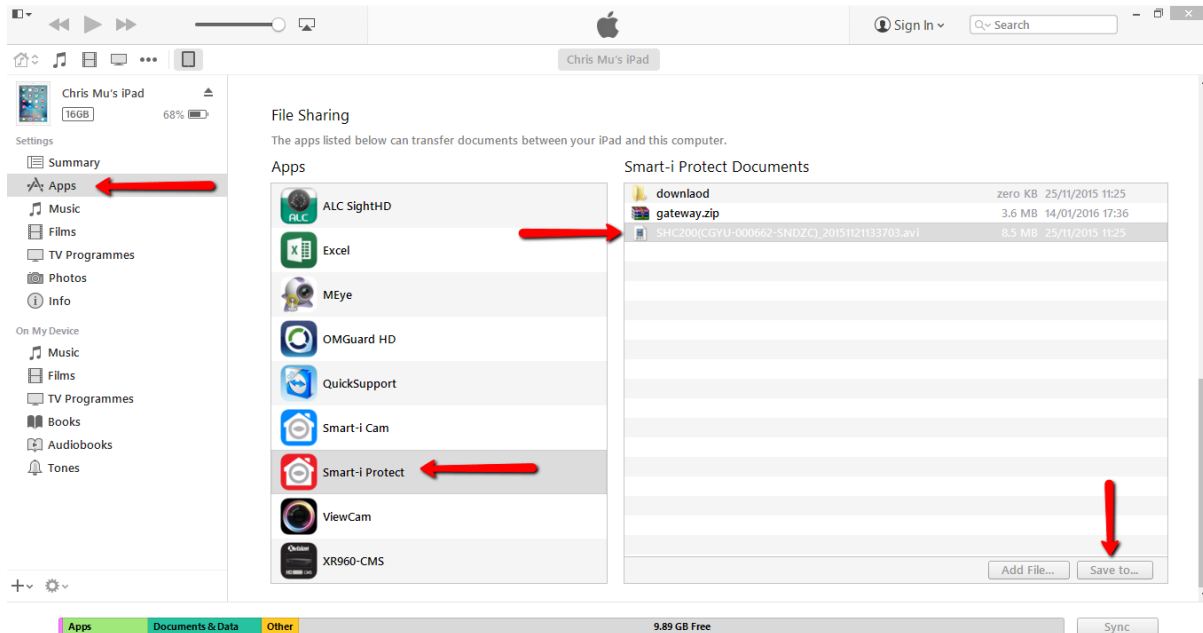 Sign In
Search
Chris Mu's iPad
Chris Mu's iPad
16GB
68%
Settings
Summary
Apps
Music
Films
TV Programmes
Photos
Info
On My Device
Music
Films
TV Programmes
Books
Audiobooks
Tones
File Sharing
The apps listed below can transfer documents between your iPad and this computer.
Apps
ALC
ALC SightHD
Excel
MEye
OMGuard HD
QuickSupport
Smart-i Cam
Smart-i Protect
ViewCam
XR960-CMS
Smart-i Protect Documents
downlaod zero KB 25/11/2015 11:25
gateway.zip 3.6 MB 14/01/2016 17:36
SHC200(CGYU-000662-SNDZC)_20151121133703.avi 8.5 MB 25/11/2015 11:25
Add File... Save to...
Apps Documents & Data Other 9.89 GB Free Sync